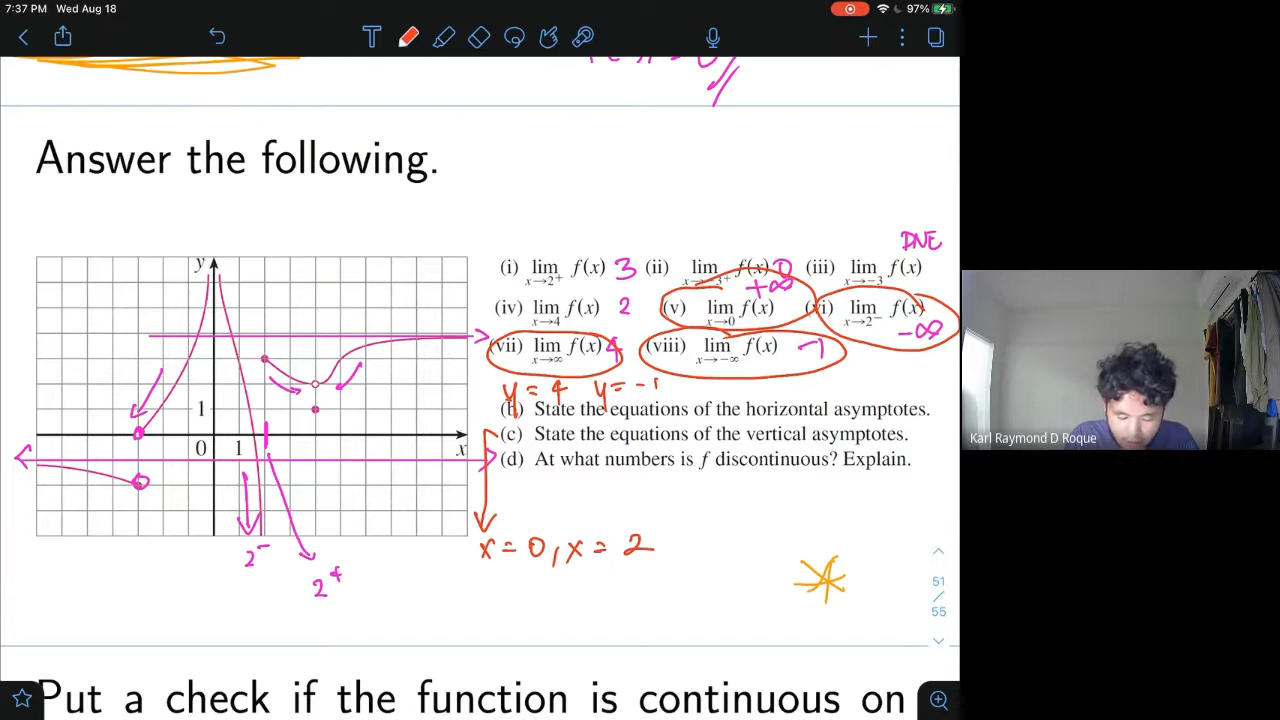 7:37 PM Wed Aug 18
97%
Answer the following.
DNE
(i) lim x→2⁺ f(x) 3 (ii) lim x→-3⁺ f(x) 0 (iii) lim x→-3 f(x)
+∞
(iv) lim x→4 f(x) 2 (v) lim x→0 f(x) (vi) lim x→2⁻ f(x)
-∞
(vii) lim x→∞ f(x) 4 (viii) lim x→-∞ f(x) -1
y = 4 y = -1
(b) State the equations of the horizontal asymptotes.
(c) State the equations of the vertical asymptotes.
(d) At what numbers is f discontinuous? Explain.
y
1
0 1 x
x = 0, x = 2
2⁻
2⁺
Karl Raymond D Roque
51
/
55
Put a check if the function is continuous on